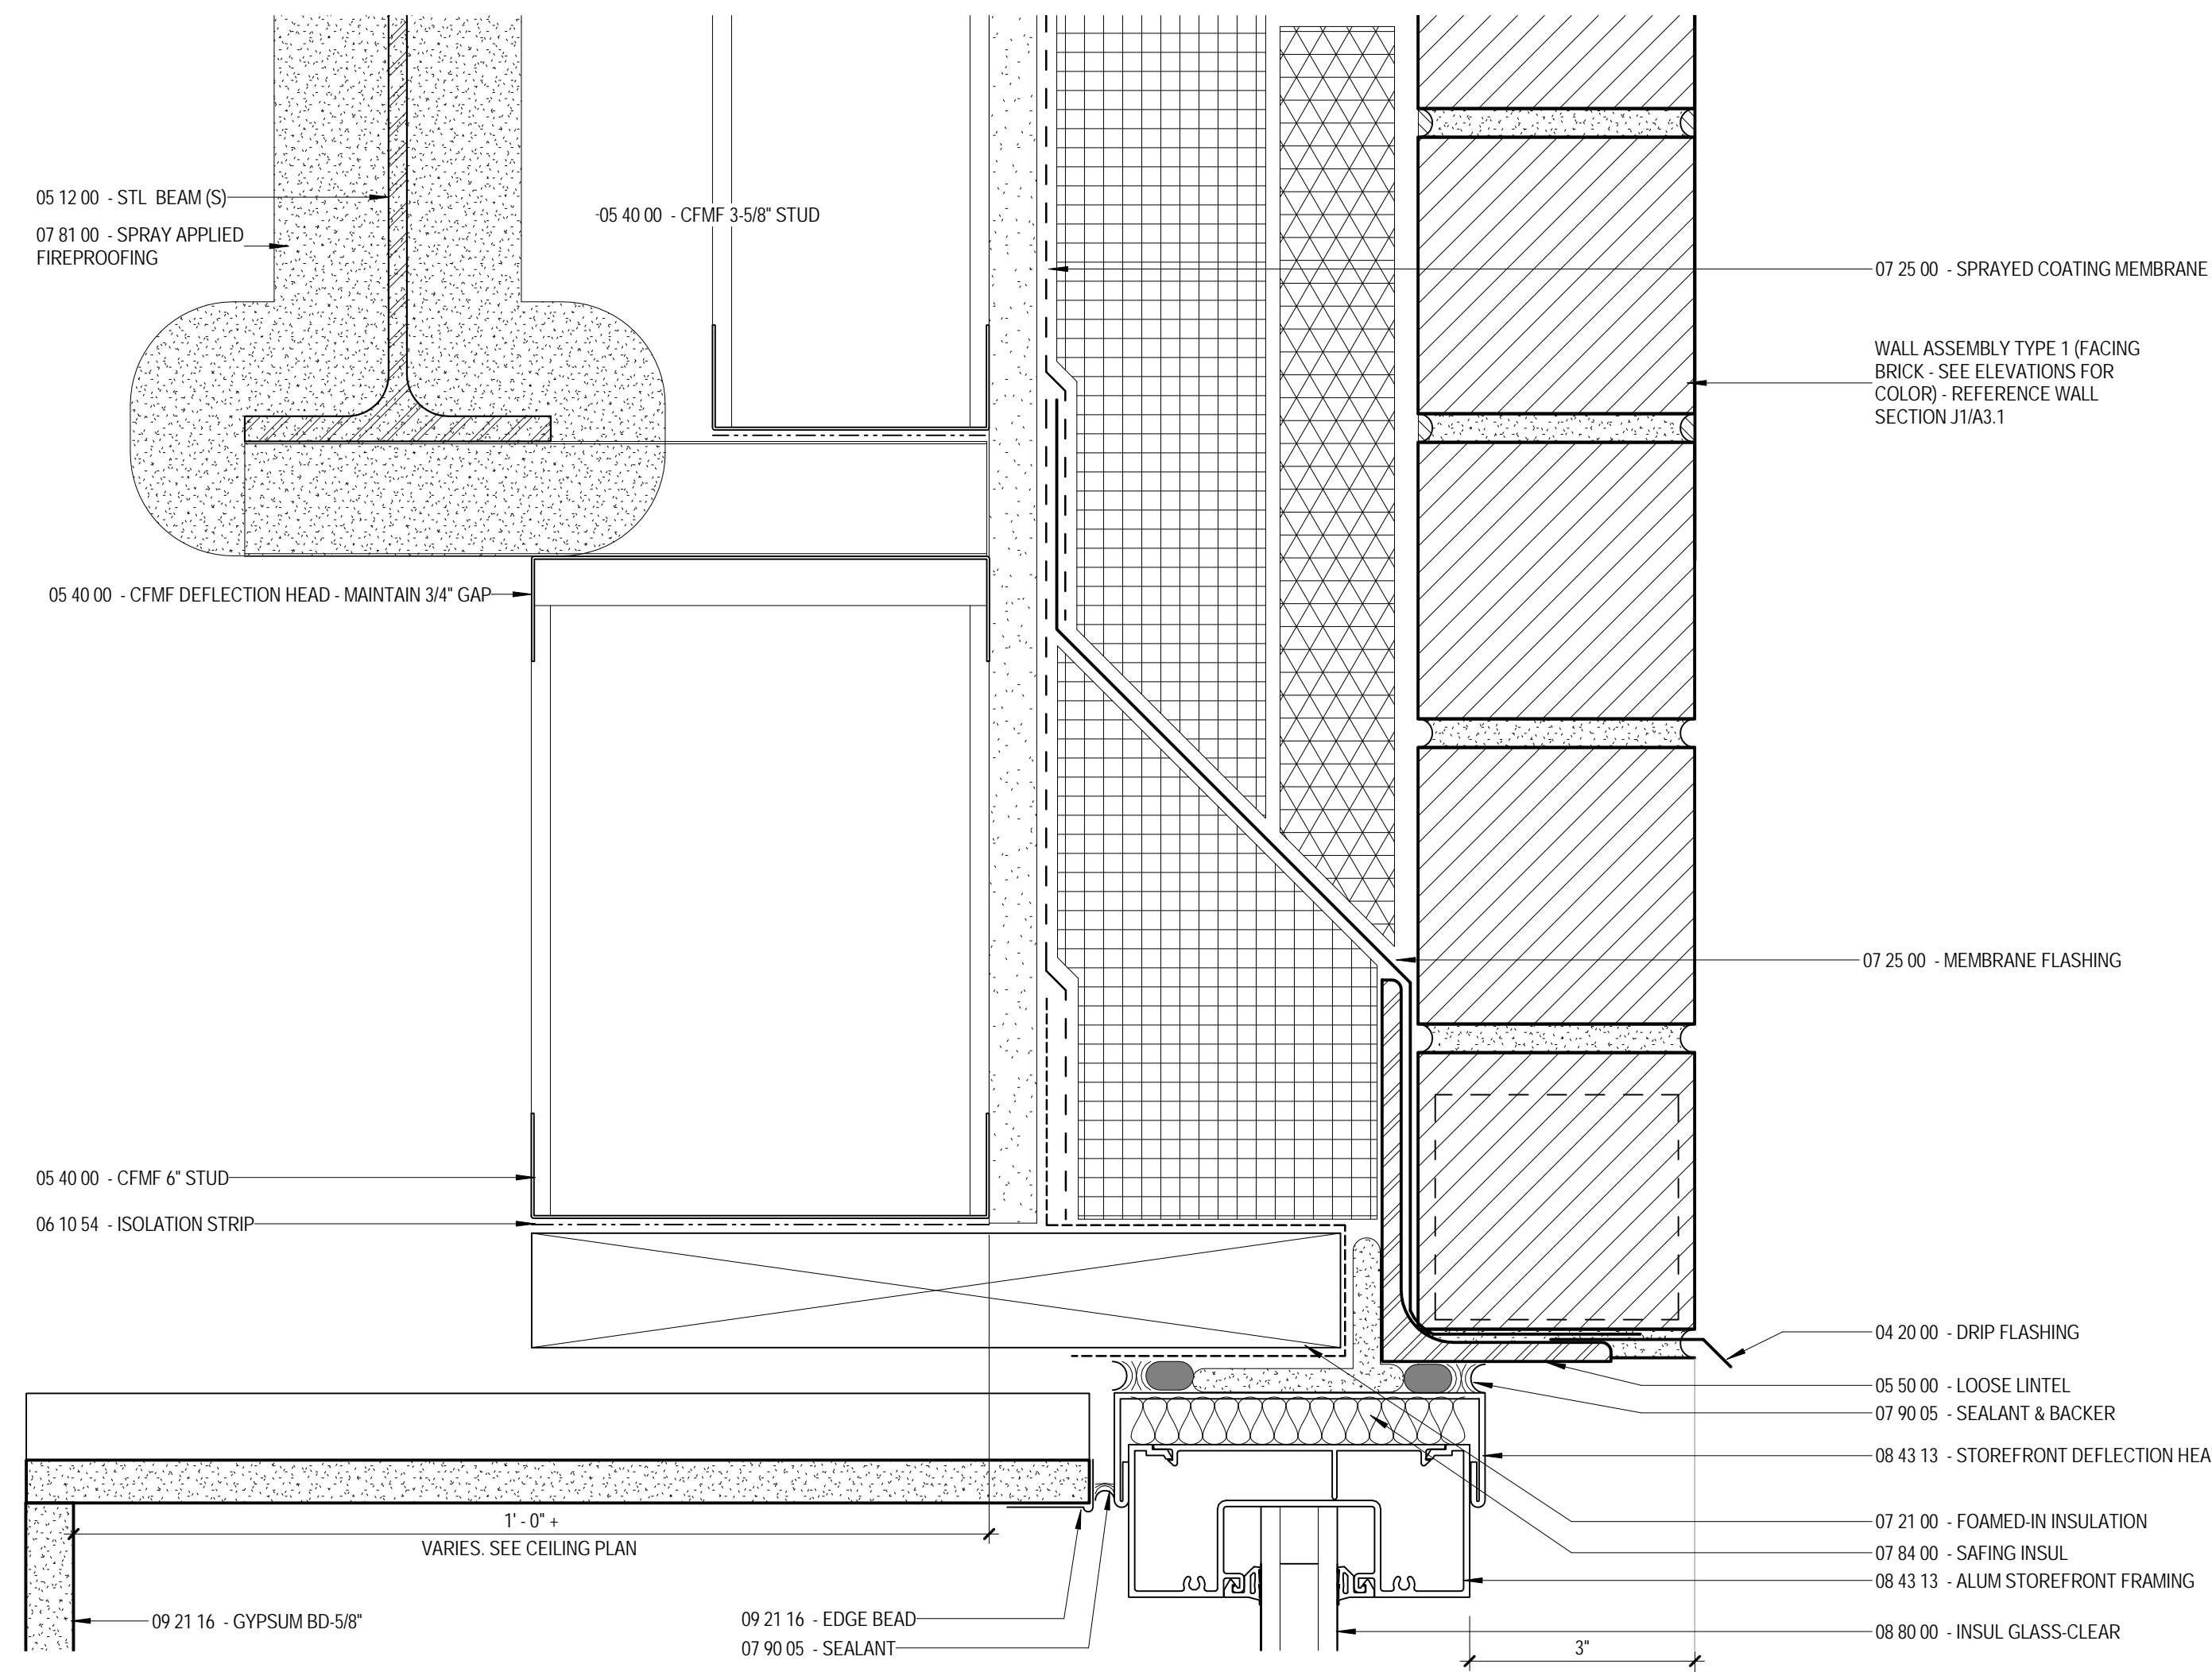 05 12 00 - STL BEAM (S)
07 81 00 - SPRAY APPLIED
FIREPROOFING
05 40 00 - CFMF 3-5/8" STUD
05 40 00 - CFMF DEFLECTION HEAD - MAINTAIN 3/4" GAP
05 40 00 - CFMF 6" STUD
06 10 54 - ISOLATION STRIP
1' - 0" +
VARIES. SEE CEILING PLAN
09 21 16 - GYPSUM BD-5/8"
09 21 16 - EDGE BEAD
07 90 05 - SEALANT
07 25 00 - SPRAYED COATING MEMBRANE
WALL ASSEMBLY TYPE 1 (FACING
BRICK - SEE ELEVATIONS FOR
COLOR) - REFERENCE WALL
SECTION J1/A3.1
07 25 00 - MEMBRANE FLASHING
04 20 00 - DRIP FLASHING
05 50 00 - LOOSE LINTEL
07 90 05 - SEALANT & BACKER
08 43 13 - STOREFRONT DEFLECTION HEA
07 21 00 - FOAMED-IN INSULATION
07 84 00 - SAFING INSUL
08 43 13 - ALUM STOREFRONT FRAMING
08 80 00 - INSUL GLASS-CLEAR
3"